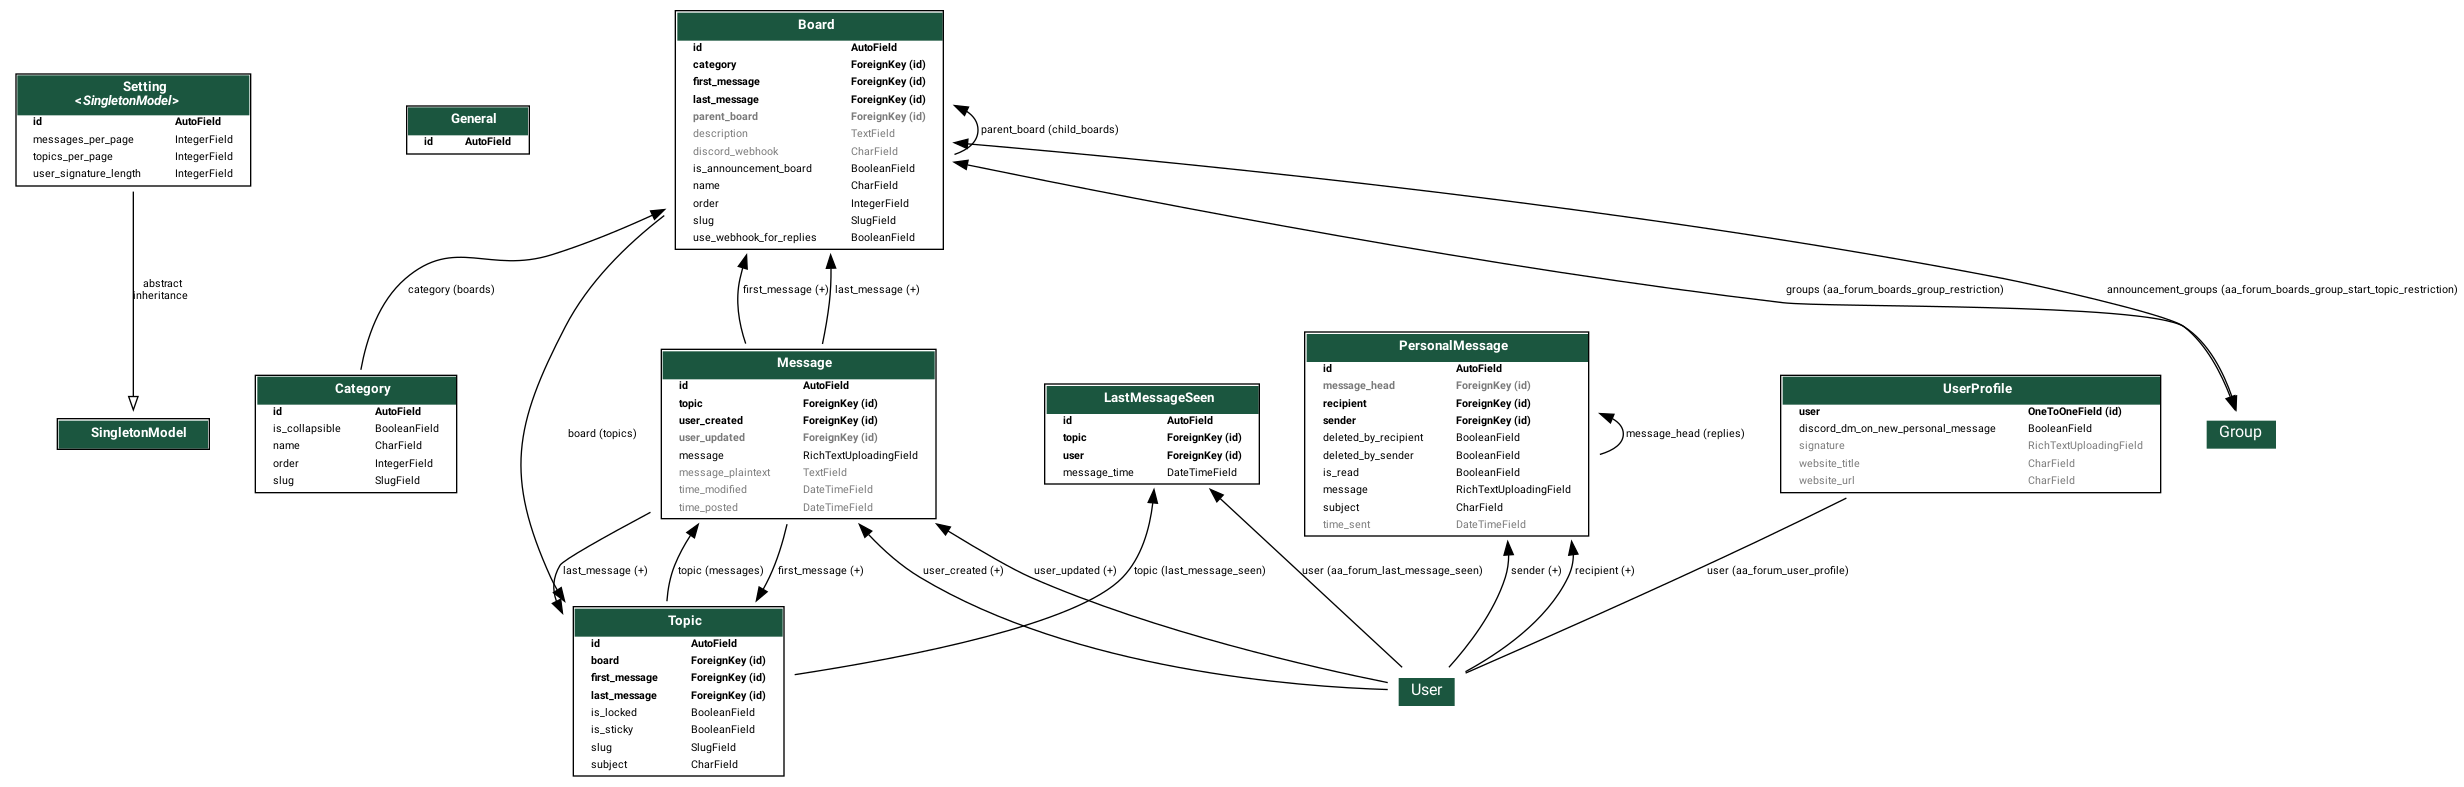 Board
id AutoField
category ForeignKey (id)
first_message ForeignKey (id)
last_message ForeignKey (id)
parent_board ForeignKey (id)
description TextField
discord_webhook CharField
is_announcement_board BooleanField
name CharField
order IntegerField
slug SlugField
use_webhook_for_replies BooleanField
Setting
<SingletonModel>
id AutoField
messages_per_page IntegerField
topics_per_page IntegerField
user_signature_length IntegerField
General
id AutoField
parent_board (child_boards)
abstract
inheritance
category (boards)
first_message (+)
last_message (+)
groups (aa_forum_boards_group_restriction)
announcement_groups (aa_forum_boards_group_start_topic_restriction)
SingletonModel
Category
id AutoField
is_collapsible BooleanField
name CharField
order IntegerField
slug SlugField
board (topics)
Message
id AutoField
topic ForeignKey (id)
user_created ForeignKey (id)
user_updated ForeignKey (id)
message RichTextUploadingField
message_plaintext TextField
time_modified DateTimeField
time_posted DateTimeField
LastMessageSeen
id AutoField
topic ForeignKey (id)
user ForeignKey (id)
message_time DateTimeField
PersonalMessage
id AutoField
message_head ForeignKey (id)
recipient ForeignKey (id)
sender ForeignKey (id)
deleted_by_recipient BooleanField
deleted_by_sender BooleanField
is_read BooleanField
message RichTextUploadingField
subject CharField
time_sent DateTimeField
message_head (replies)
UserProfile
user OneToOneField (id)
discord_dm_on_new_personal_message BooleanField
signature RichTextUploadingField
website_title CharField
website_url CharField
Group
last_message (+)
topic (messages)
first_message (+)
user_created (+)
user_updated (+)
topic (last_message_seen)
user (aa_forum_last_message_seen)
sender (+)
recipient (+)
user (aa_forum_user_profile)
Topic
id AutoField
board ForeignKey (id)
first_message ForeignKey (id)
last_message ForeignKey (id)
is_locked BooleanField
is_sticky BooleanField
slug SlugField
subject CharField
User